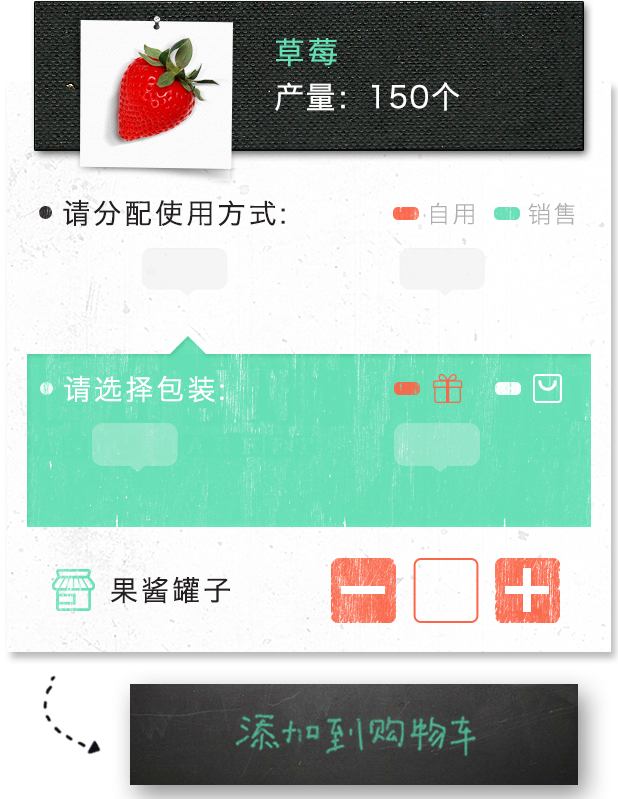 草莓
产量：150个
请分配使用方式:
自用 销售
请选择包装:
果酱罐子
添加到购物车